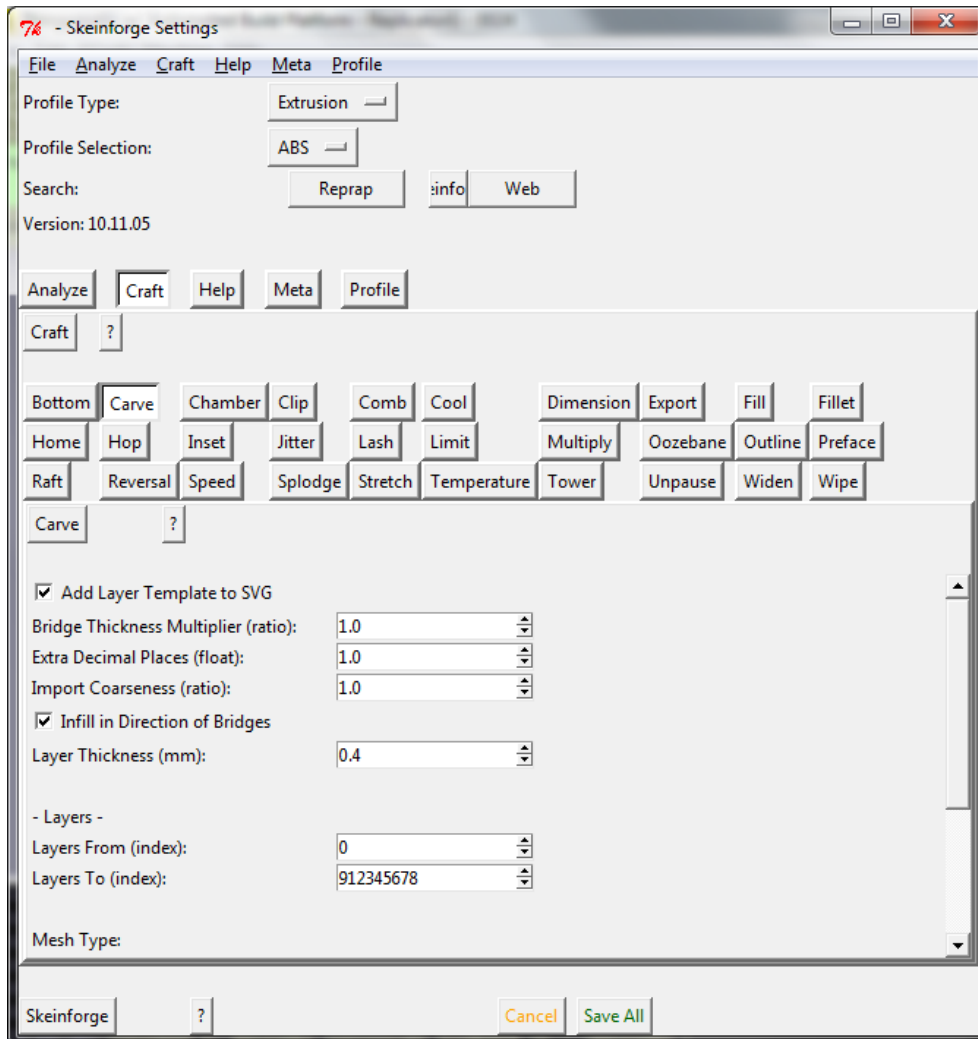 7k - Skeinforge Settings
File Analyze Craft Help Meta Profile
Profile Type: Extrusion
Profile Selection: ABS
Search: Reprap einfo Web
Version: 10.11.05
Analyze Craft Help Meta Profile
Craft ?
Bottom Carve Chamber Clip Comb Cool Dimension Export Fill Fillet
Home Hop Inset Jitter Lash Limit Multiply Oozebane Outline Preface
Raft Reversal Speed Splodge Stretch Temperature Tower Unpause Widen Wipe
Carve ?
Add Layer Template to SVG
Bridge Thickness Multiplier (ratio): 1.0
Extra Decimal Places (float): 1.0
Import Coarseness (ratio): 1.0
Infill in Direction of Bridges
Layer Thickness (mm): 0.4
- Layers -
Layers From (index): 0
Layers To (index): 912345678
Mesh Type:
Skeinforge ? Cancel Save All